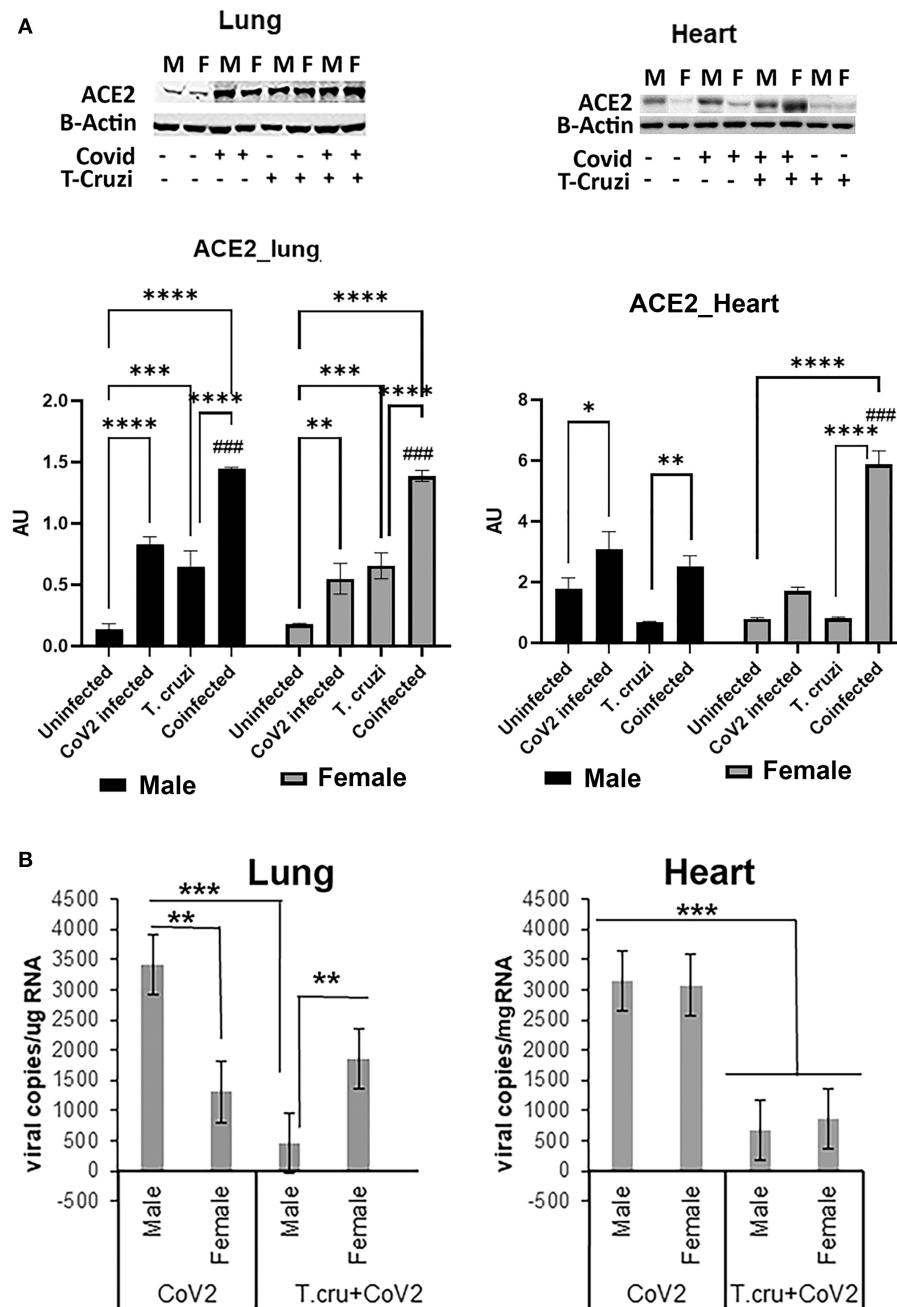 A
Lung
M F M F M F M F
ACE2
B-Actin
Covid - - + + - - + +
T-Cruzi - - - - + + + +
Heart
M F M F M F M F
ACE2
B-Actin
Covid - - + + + + - -
T-Cruzi - - - - + + + +
ACE2_lung
**** ****
*** ***
**** **** ** ****
### ###
AU
2.0
1.5
1.0
0.5
0.0
Uninfected
CoV2 infected
T. cruzi
Coinfected
Uninfected
CoV2 infected
T. cruzi
Coinfected
Male Female
ACE2_Heart
****
* ** **** ###
AU
8
6
4
2
0
Uninfected
CoV2 infected
T. cruzi
Coinfected
Uninfected
CoV2 infected
T. cruzi
Coinfected
Male Female
B
Lung
viral copies/ug RNA
4500
4000
3500
3000
2500
2000
1500
1000
500
0
-500
***
**
**
Male Female Male Female
CoV2 T.cru+CoV2
Heart
viral copies/mgRNA
4500
4000
3500
3000
2500
2000
1500
1000
500
0
-500
***
Male Female Male Female
CoV2 T.cru+CoV2